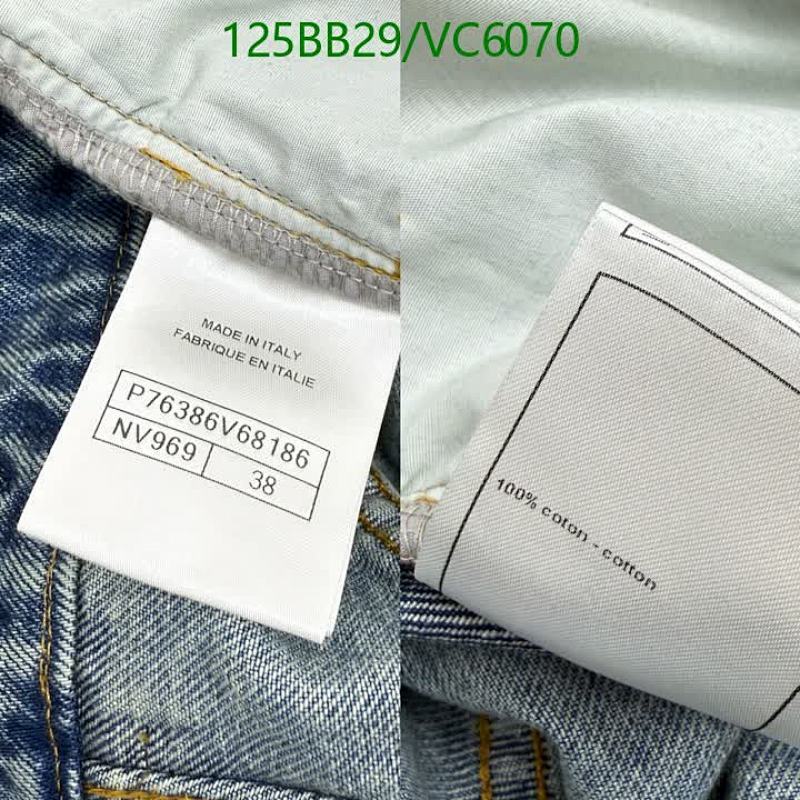 125BB29/VC6070
MADE IN ITALY
FABRIQUE EN ITALIE
P76386V68186
NV969
38
100% coton - cotton